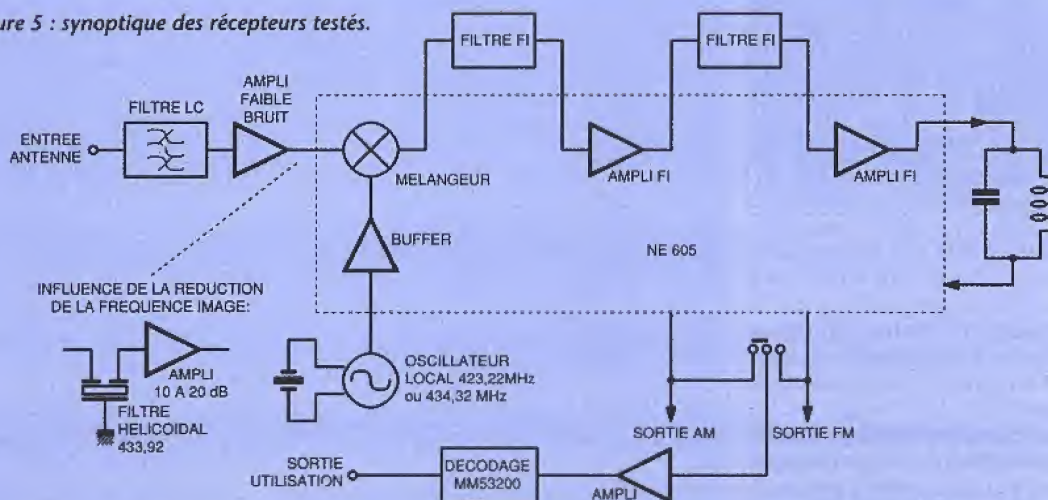 ure 5 : synoptique des récepteurs testés.
FILTRE FI
FILTRE FI
AMPLI
FAIBLE
BRUIT
FILTRE LC
ENTREE
ANTENNE
MELANGEUR
AMPLI FI
AMPLI FI
BUFFER
NE 605
INFLUENCE DE LA REDUCTION
DE LA FREQUENCE IMAGE:
AMPLI
10 A 20 dB
FILTRE
HELICOIDAL
433,92
OSCILLATEUR
LOCAL 423,22MHz
ou 434,32 MHz
SORTIE AM
SORTIE FM
SORTIE
UTILISATION
DECODAGE
MM53200
AMPLI